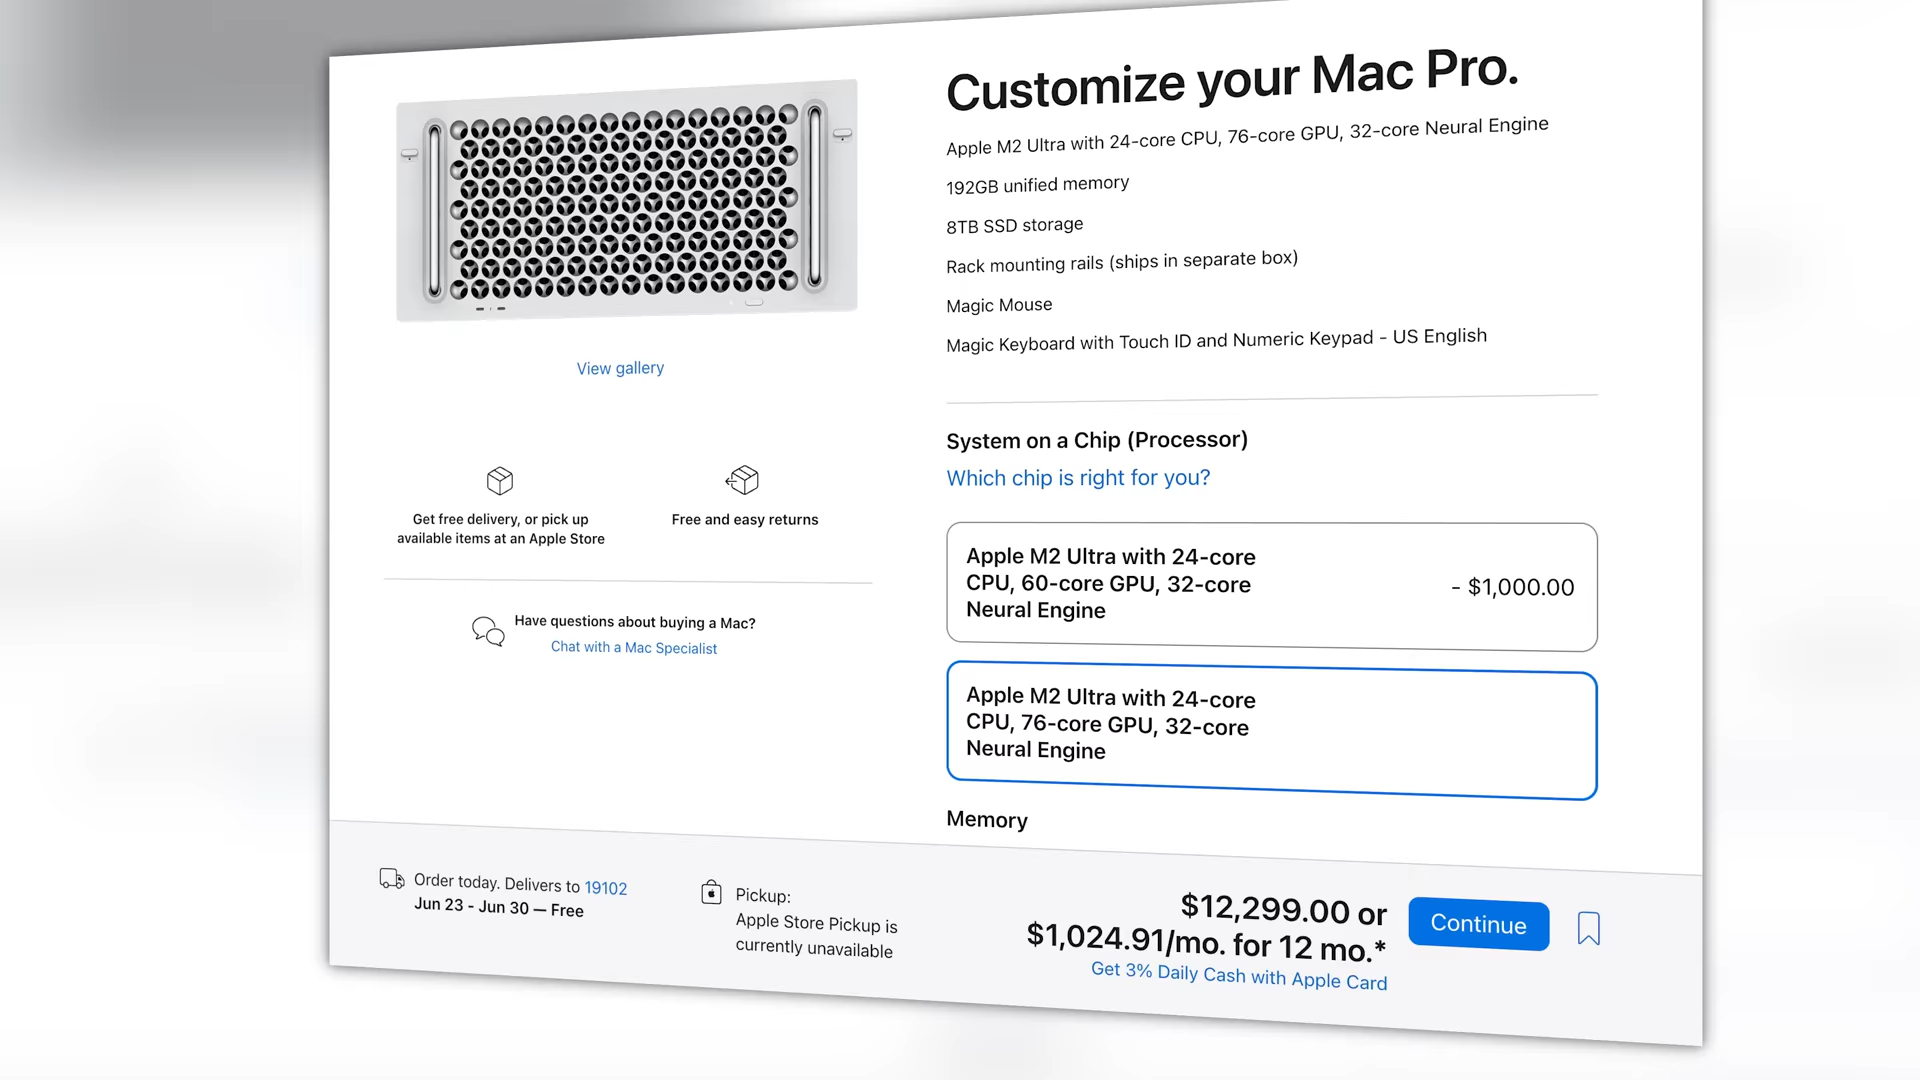 Customize your Mac Pro.
Apple M2 Ultra with 24-core CPU, 76-core GPU, 32-core Neural Engine
192GB unified memory
8TB SSD storage
Rack mounting rails (ships in separate box)
Magic Mouse
Magic Keyboard with Touch ID and Numeric Keypad - US English
View gallery
Get free delivery, or pick up
available items at an Apple Store
Free and easy returns
Have questions about buying a Mac?
Chat with a Mac Specialist
System on a Chip (Processor)
Which chip is right for you?
Apple M2 Ultra with 24-core
CPU, 60-core GPU, 32-core
Neural Engine
- $1,000.00
Apple M2 Ultra with 24-core
CPU, 76-core GPU, 32-core
Neural Engine
Memory
Order today. Delivers to 19102
Jun 23 - Jun 30 — Free
Pickup:
Apple Store Pickup is
currently unavailable
$12,299.00 or
$1,024.91/mo. for 12 mo.*
Get 3% Daily Cash with Apple Card
Continue